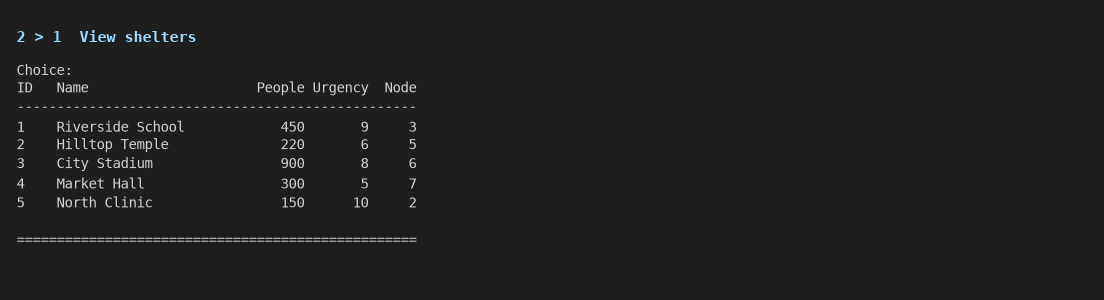 2 > 1  View shelters
Choice:
ID   Name                     People Urgency  Node
--------------------------------------------------
1    Riverside School            450       9     3
2    Hilltop Temple              220       6     5
3    City Stadium                900       8     6
4    Market Hall                 300       5     7
5    North Clinic                150      10     2
==================================================